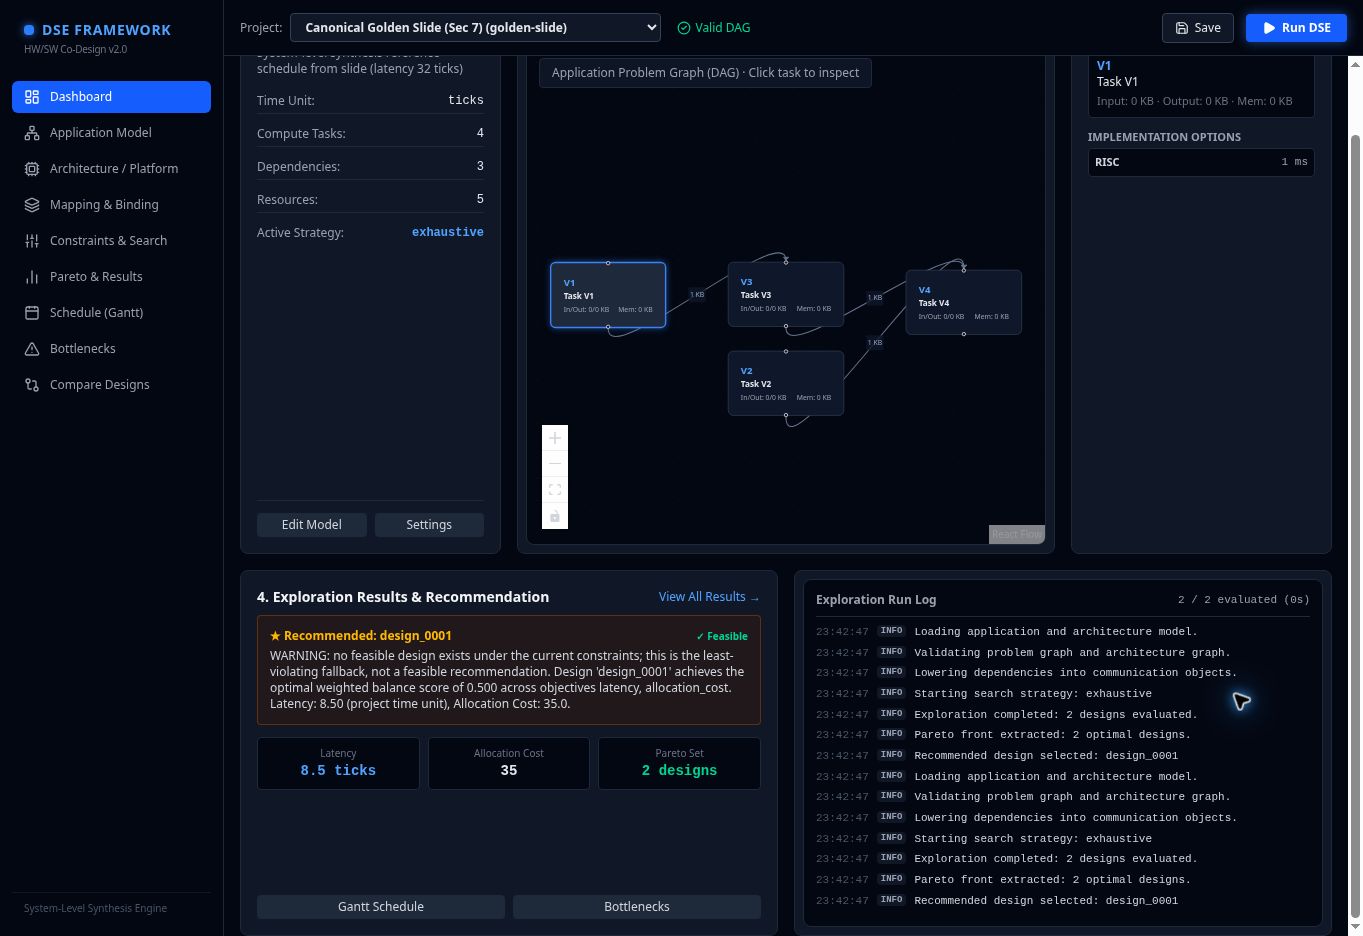 DSE FRAMEWORK
HW/SW Co-Design v2.0
Dashboard
Application Model
Architecture / Platform
Mapping & Binding
Constraints & Search
Pareto & Results
Schedule (Gantt)
Bottlenecks
Compare Designs
System-Level Synthesis Engine
Project:
Canonical Golden Slide (Sec 7) (golden-slide)
Valid DAG
Save
Run DSE
schedule from slide (latency 32 ticks)
Time Unit: ticks
Compute Tasks: 4
Dependencies: 3
Resources: 5
Active Strategy: exhaustive
Edit Model
Settings
Application Problem Graph (DAG) · Click task to inspect
V1
Task V1
In/Out: 0/0 KB Mem: 0 KB
1 KB
V3
Task V3
In/Out: 0/0 KB Mem: 0 KB
1 KB
V4
Task V4
In/Out: 0/0 KB Mem: 0 KB
1 KB
V2
Task V2
In/Out: 0/0 KB Mem: 0 KB
React Flow
V1
Task V1
Input: 0 KB · Output: 0 KB · Mem: 0 KB
IMPLEMENTATION OPTIONS
RISC 1 ms
4. Exploration Results & Recommendation
View All Results →
★ Recommended: design_0001
✓ Feasible
WARNING: no feasible design exists under the current constraints; this is the least-
violating fallback, not a feasible recommendation. Design 'design_0001' achieves the
optimal weighted balance score of 0.500 across objectives latency, allocation_cost.
Latency: 8.50 (project time unit), Allocation Cost: 35.0.
Latency
8.5 ticks
Allocation Cost
35
Pareto Set
2 designs
Gantt Schedule
Bottlenecks
Exploration Run Log
2 / 2 evaluated (0s)
23:42:47 INFO Loading application and architecture model.
23:42:47 INFO Validating problem graph and architecture graph.
23:42:47 INFO Lowering dependencies into communication objects.
23:42:47 INFO Starting search strategy: exhaustive
23:42:47 INFO Exploration completed: 2 designs evaluated.
23:42:47 INFO Pareto front extracted: 2 optimal designs.
23:42:47 INFO Recommended design selected: design_0001
23:42:47 INFO Loading application and architecture model.
23:42:47 INFO Validating problem graph and architecture graph.
23:42:47 INFO Lowering dependencies into communication objects.
23:42:47 INFO Starting search strategy: exhaustive
23:42:47 INFO Exploration completed: 2 designs evaluated.
23:42:47 INFO Pareto front extracted: 2 optimal designs.
23:42:47 INFO Recommended design selected: design_0001